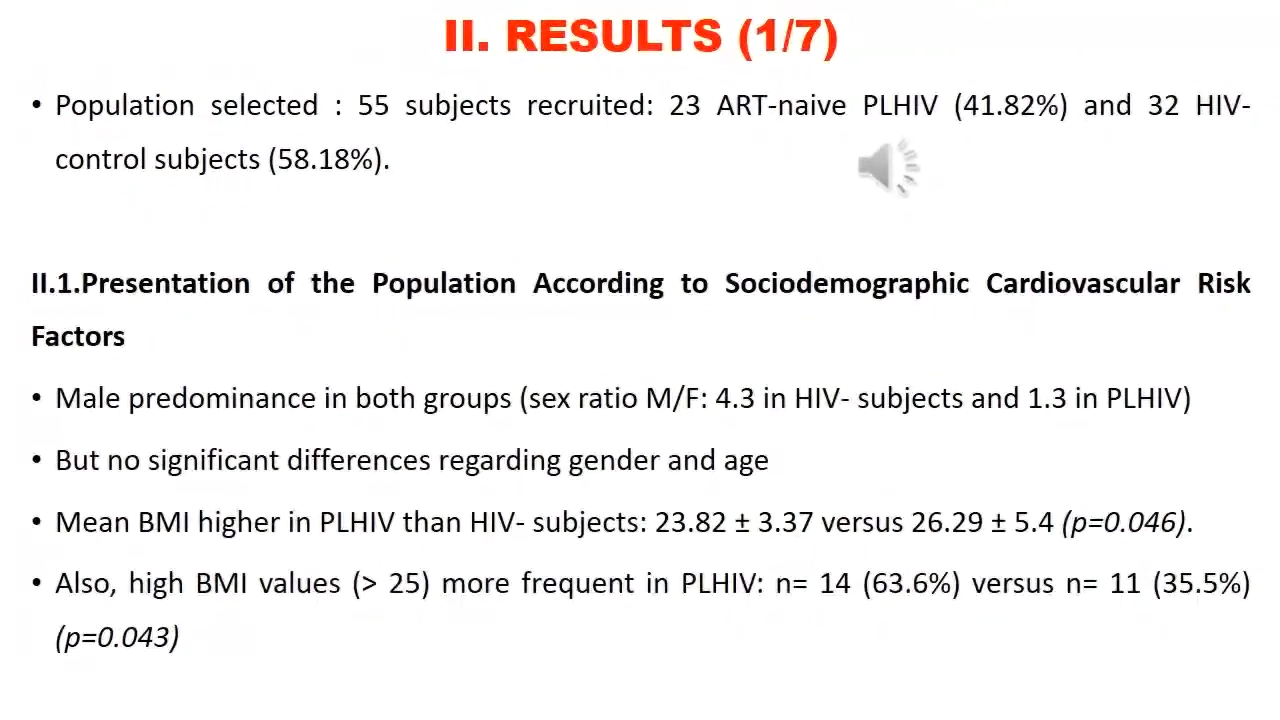 II. RESULTS (1/7)
• Population selected : 55 subjects recruited: 23 ART-naive PLHIV (41.82%) and 32 HIV-
control subjects (58.18%).
II.1.Presentation of the Population According to Sociodemographic Cardiovascular Risk
Factors
• Male predominance in both groups (sex ratio M/F: 4.3 in HIV- subjects and 1.3 in PLHIV)
• But no significant differences regarding gender and age
• Mean BMI higher in PLHIV than HIV- subjects: 23.82 ± 3.37 versus 26.29 ± 5.4 (p=0.046).
• Also, high BMI values (> 25) more frequent in PLHIV: n= 14 (63.6%) versus n= 11 (35.5%)
(p=0.043)